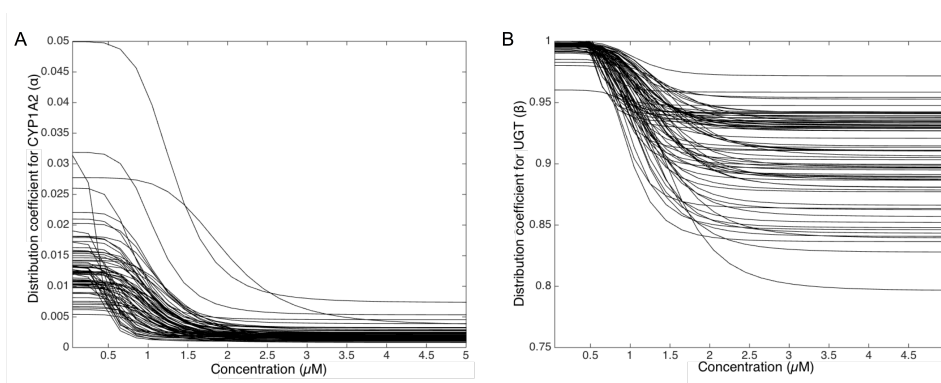 A
0.05
0.045
0.04
0.035
0.03
0.025
0.02
0.015
0.01
0.005
0
Distribution coefficient for CYP1A2 (α)
0.5 1 1.5 2 2.5 3 3.5 4 4.5 5
Concentration (µM)
B
1
0.95
0.9
0.85
0.8
0.75
Distribution coefficient for UGT (β)
0.5 1 1.5 2 2.5 3 3.5 4 4.5
Concentration (µM)